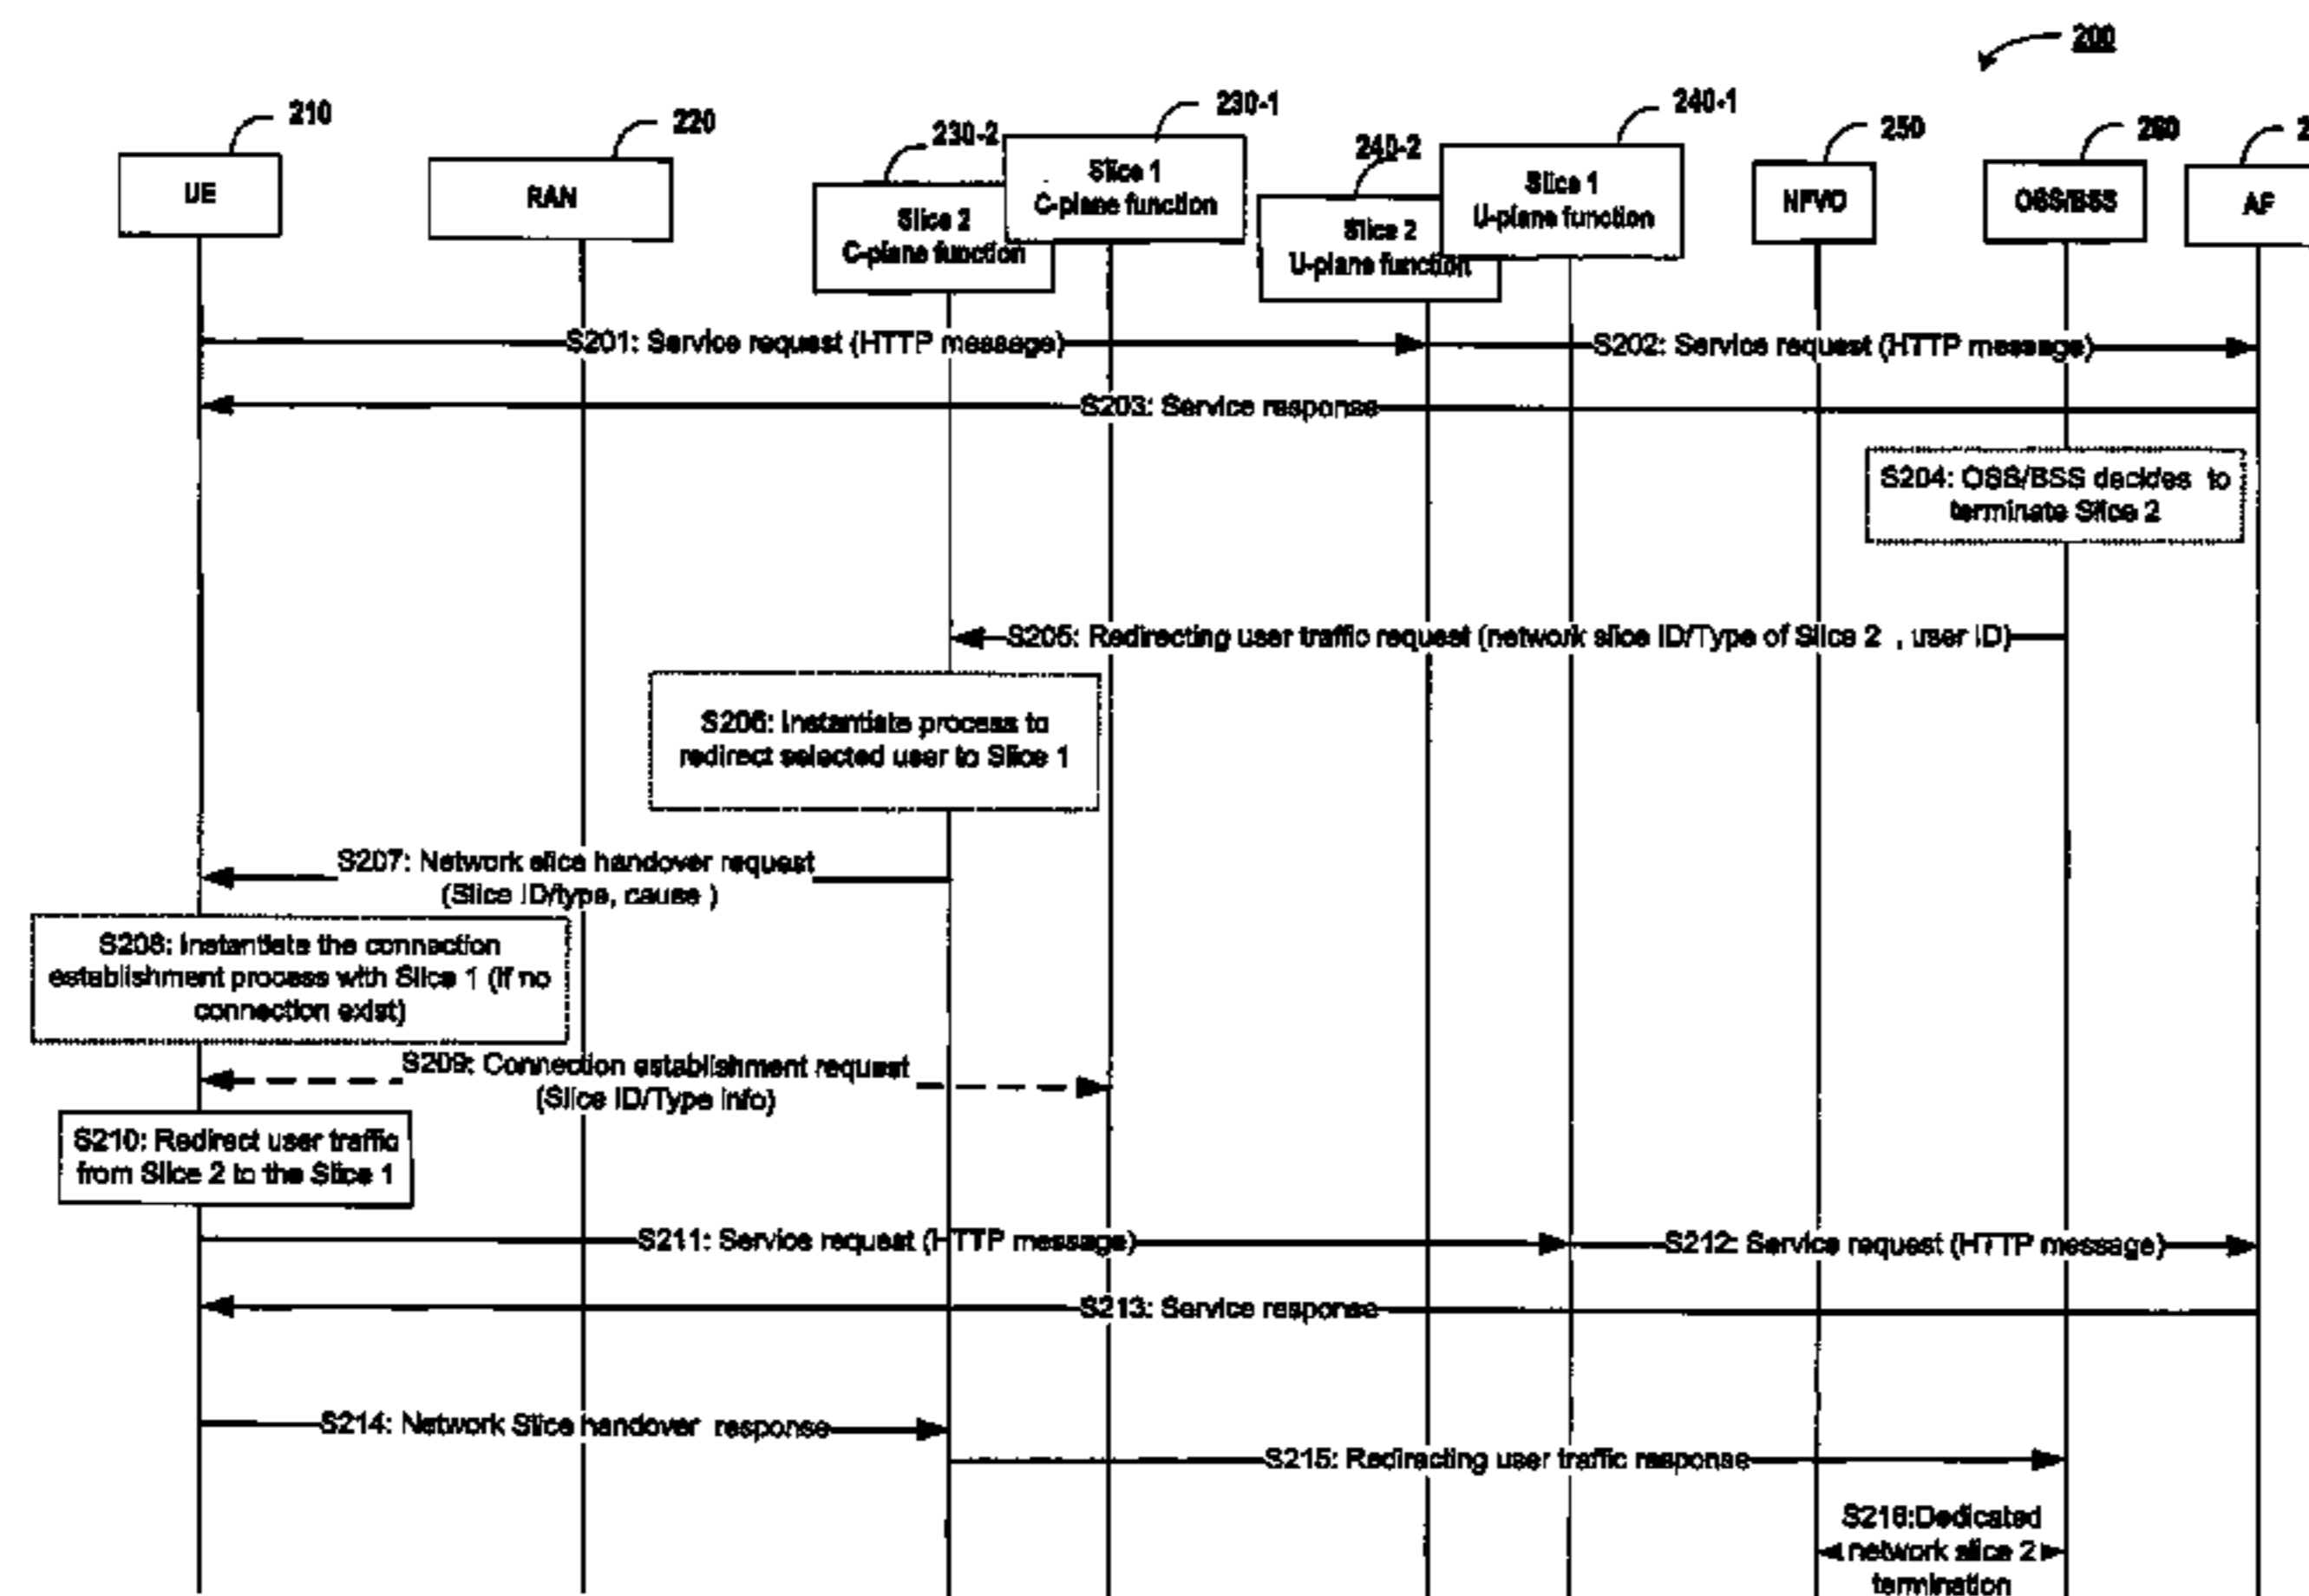 200
210
220
230-2
230-1
240-2
240-1
250
260
2
UE
RAN
Slice 2
C-plane function
Slice 1
C-plane function
Slice 2
U-plane function
Slice 1
U-plane function
NFVO
OSS/BSS
AF
S201: Service request (HTTP message)
S202: Service request (HTTP message)
S203: Service response
S204: OSS/BSS decides to
terminate Slice 2
S205: Redirecting user traffic request (network slice ID/Type of Slice 2 , user ID)
S206: Instantiate process to
redirect selected user to Slice 1
S207: Network slice handover request
(Slice ID/type, cause )
S208: Instantiate the connection
establishment process with Slice 1 (if no
connection exist)
S209: Connection establishment request
(Slice ID/Type info)
S210: Redirect user traffic
from Slice 2 to the Slice 1
S211: Service request (HTTP message)
S212: Service request (HTTP message)
S213: Service response
S214: Network Slice handover response
S215: Redirecting user traffic response
S216:Dedicated
network slice 2
termination